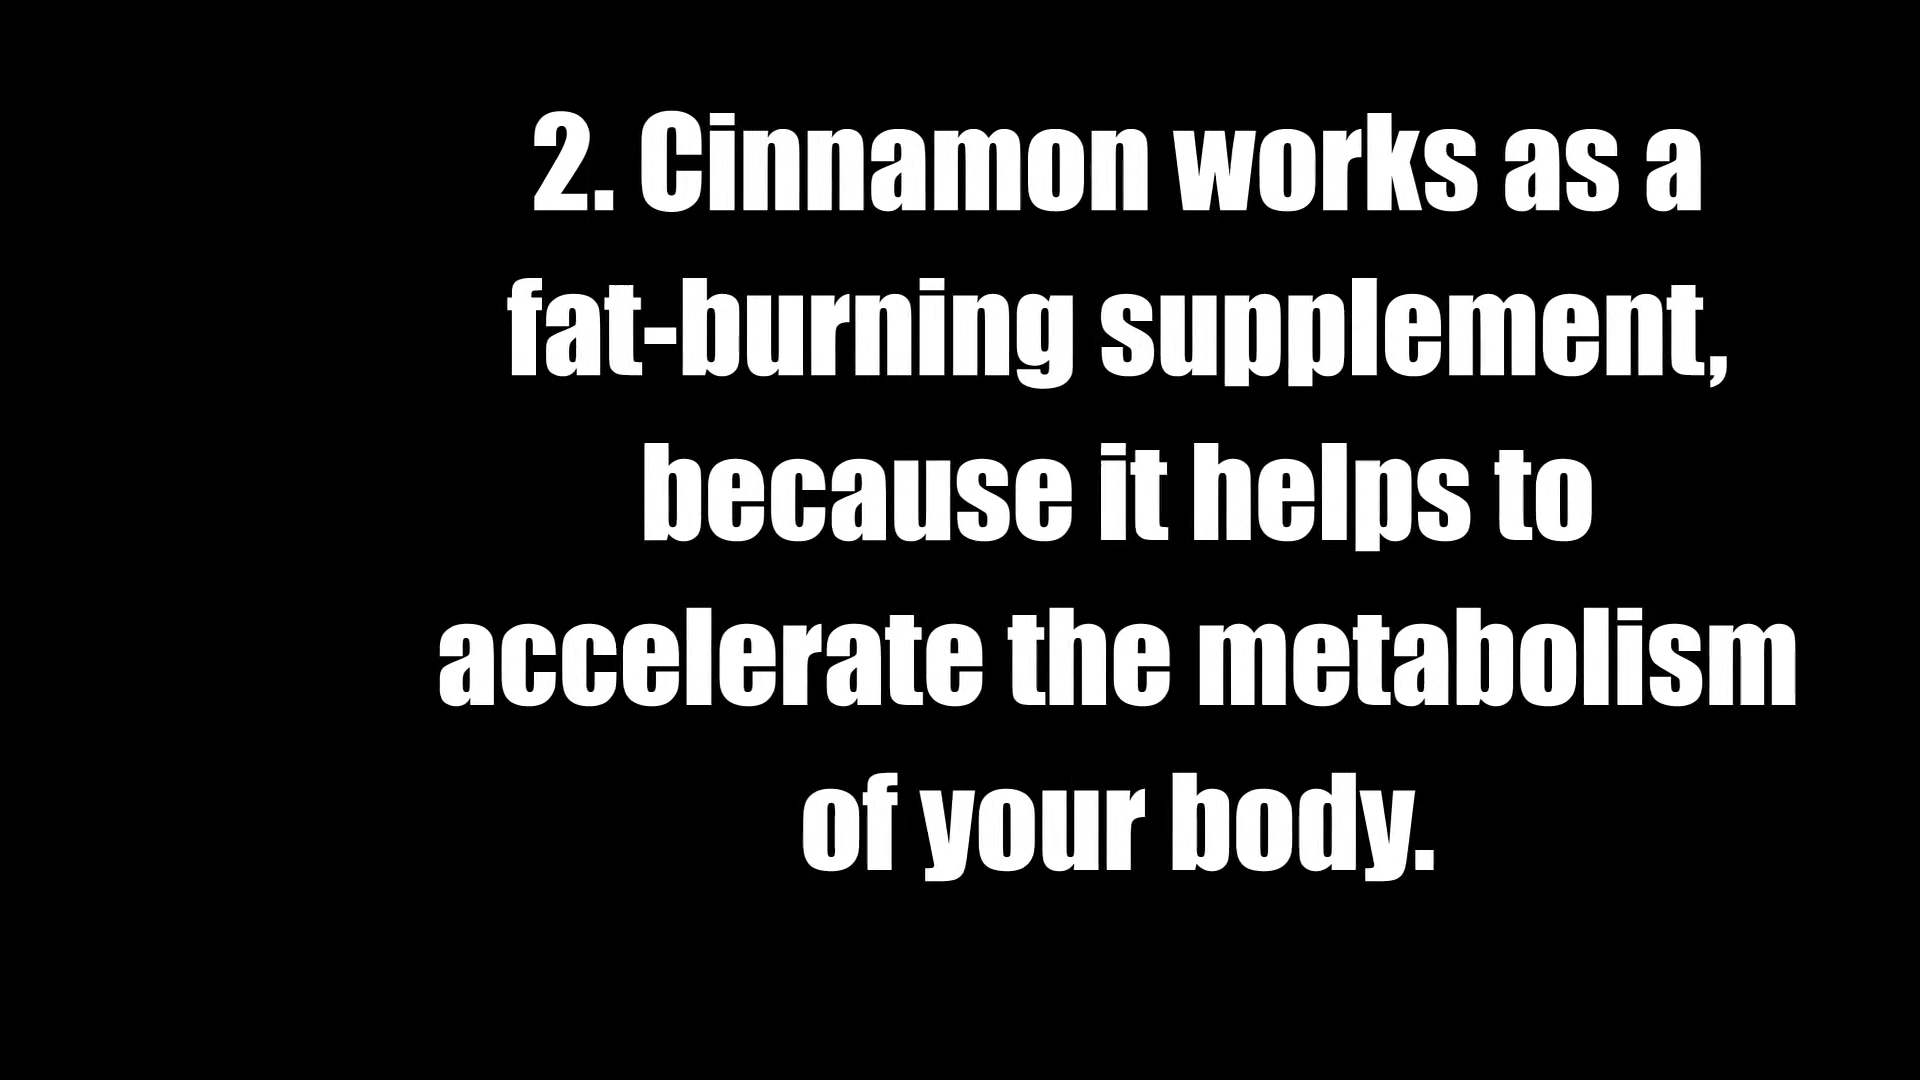 2. Cinnamon works as a
fat-burning supplement,
because it helps to
accelerate the metabolism
of your body.